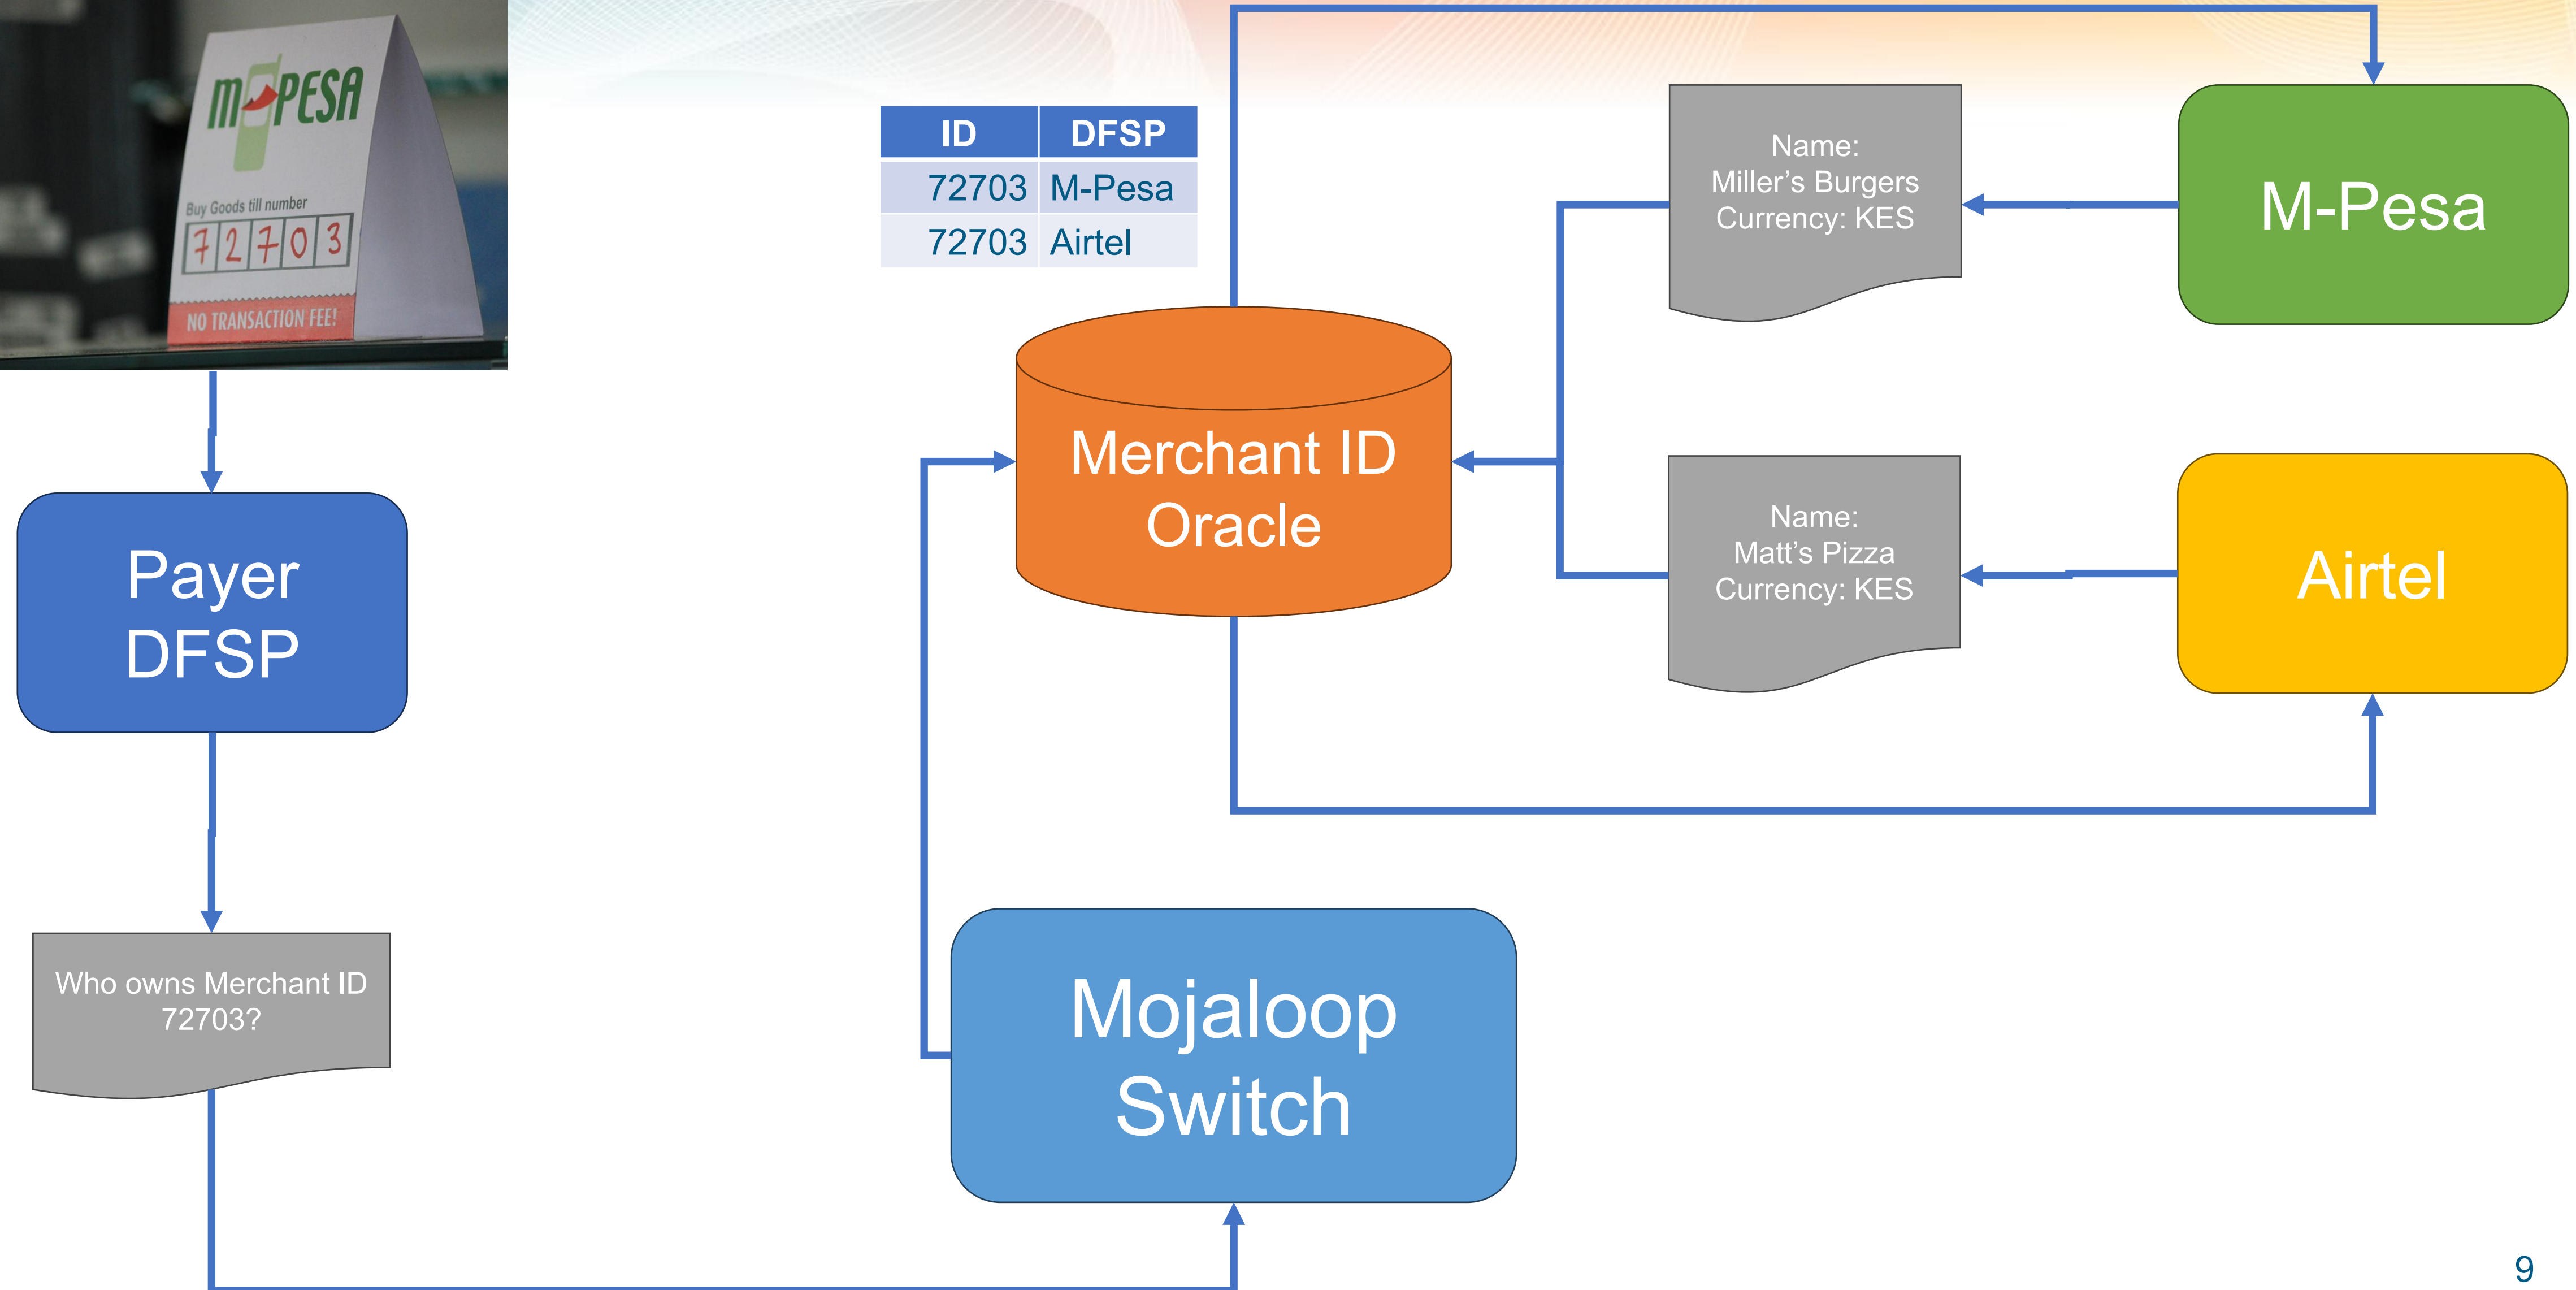 M-PESA
Buy Goods till number
72703
NO TRANSACTION FEE!
ID DFSP
72703 M-Pesa
72703 Airtel
Name:
Miller's Burgers
Currency: KES
M-Pesa
Merchant ID
Oracle
Name:
Matt's Pizza
Currency: KES
Airtel
Payer
DFSP
Who owns Merchant ID
72703?
Mojaloop
Switch
9